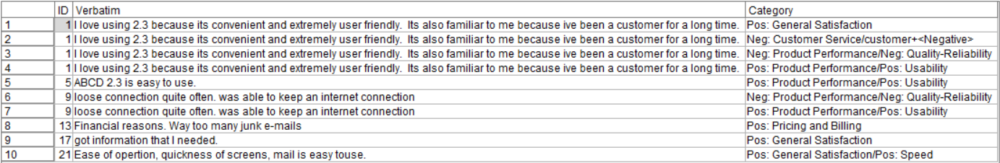 ID Verbatim Category
1 1 I love using 2.3 because its convenient and extremely user friendly. Its also familiar to me because ive been a customer for a long time. Pos: General Satisfaction
2 1 I love using 2.3 because its convenient and extremely user friendly. Its also familiar to me because ive been a customer for a long time. Neg: Customer Service/customer+<Negative>
3 1 I love using 2.3 because its convenient and extremely user friendly. Its also familiar to me because ive been a customer for a long time. Neg: Product Performance/Neg: Quality-Reliability
4 1 I love using 2.3 because its convenient and extremely user friendly. Its also familiar to me because ive been a customer for a long time. Pos: Product Performance/Pos: Usability
5 5 ABCD 2.3 is easy to use. Pos: Product Performance/Pos: Usability
6 9 loose connection quite often. was able to keep an internet connection Neg: Product Performance/Neg: Quality-Reliability
7 9 loose connection quite often. was able to keep an internet connection Pos: Product Performance/Pos: Usability
8 13 Financial reasons. Way too many junk e-mails Pos: Pricing and Billing
9 17 got information that I needed. Pos: General Satisfaction
10 21 Ease of opertion, quickness of screens, mail is easy touse. Pos: General Satisfaction/Pos: Speed